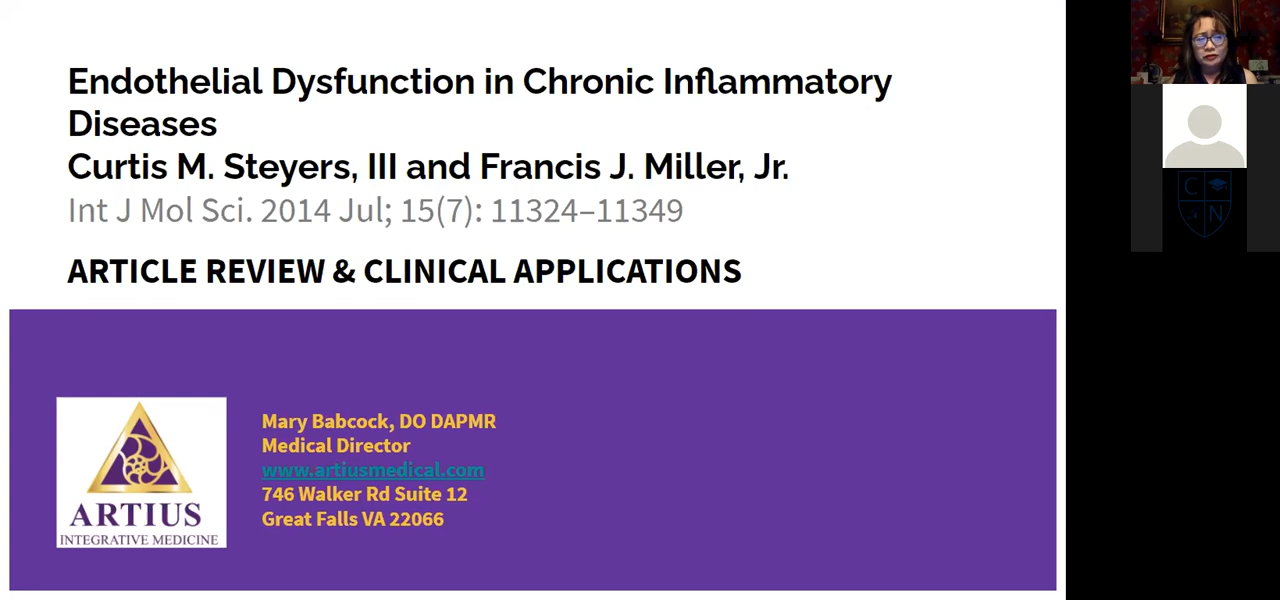 Endothelial Dysfunction in Chronic Inflammatory
Diseases
Curtis M. Steyers, III and Francis J. Miller, Jr.
Int J Mol Sci. 2014 Jul; 15(7): 11324–11349
ARTICLE REVIEW & CLINICAL APPLICATIONS
Mary Babcock, DO DAPMR
Medical Director
www.artiusmedical.com
746 Walker Rd Suite 12
Great Falls VA 22066
ARTIUS
INTEGRATIVE MEDICINE
C
N